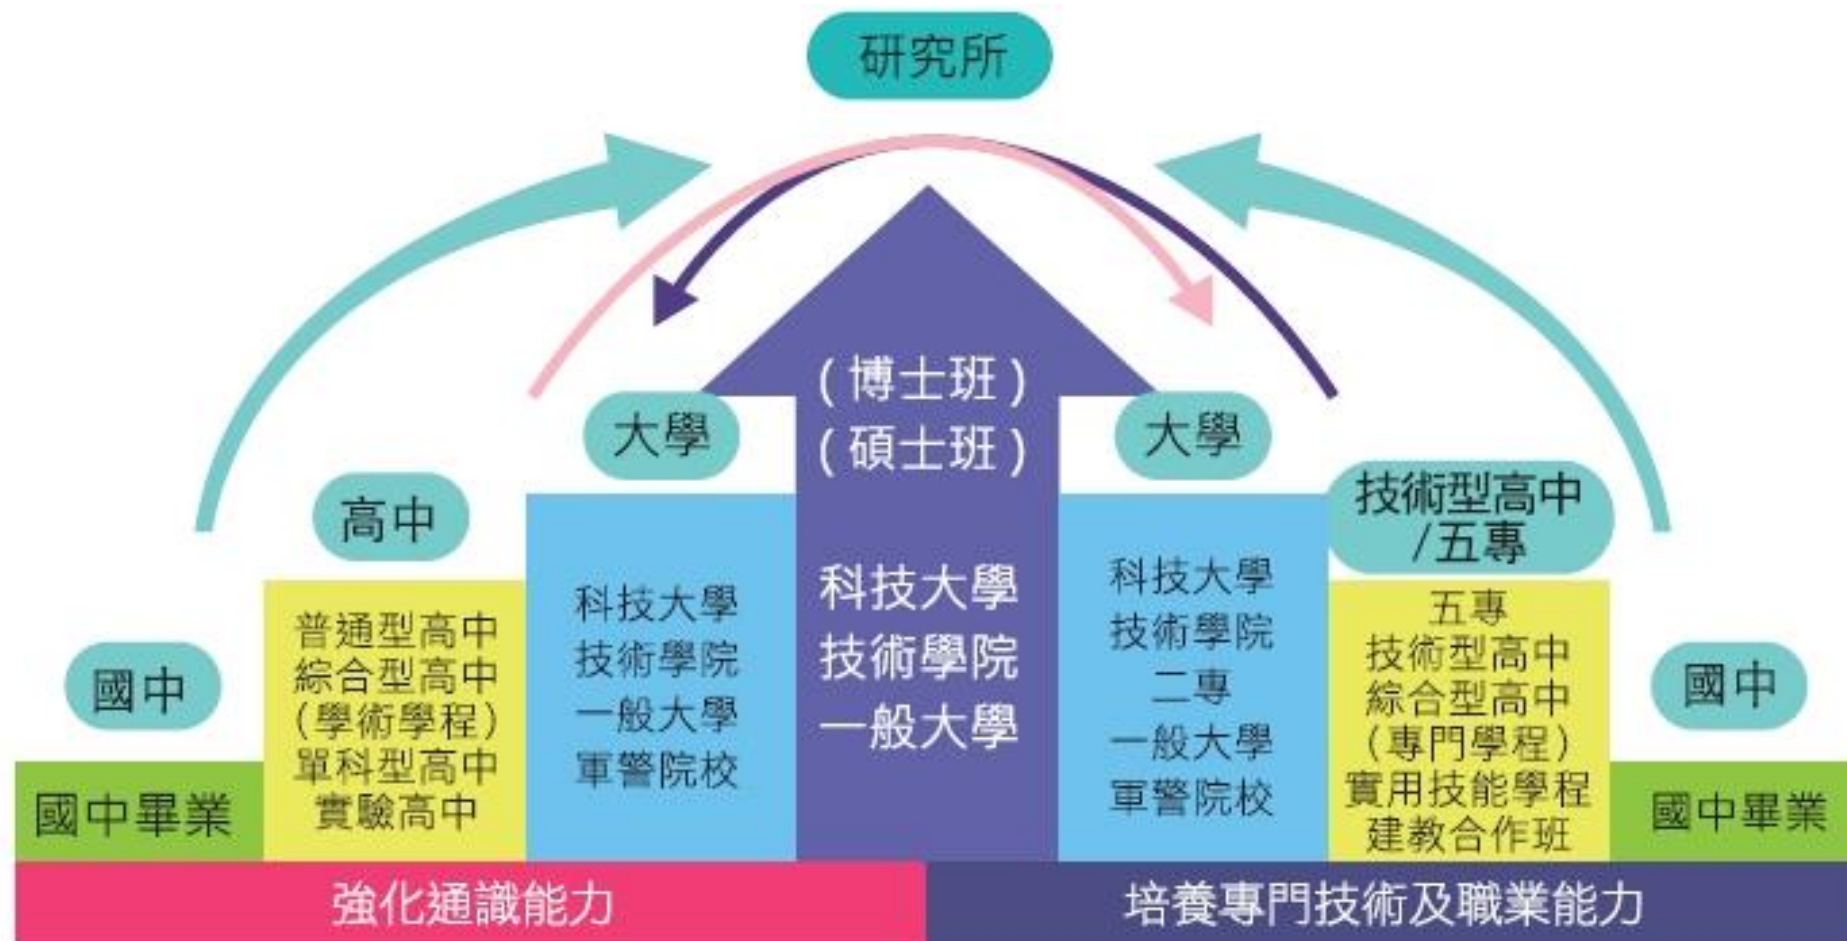 研究所
大學
高中
國中
國中畢業
普通型高中
綜合型高中
(學術學程)
單科型高中
實驗高中
科技大學
技術學院
一般大學
軍警院校
(博士班)
(碩士班)
科技大學
技術學院
一般大學
大學
科技大學
技術學院
二專
一般大學
軍警院校
技術型高中
/五專
五專
技術型高中
綜合型高中
(專門學程)
實用技能學程
建教合作班
國中
國中畢業
強化通識能力
培養專門技術及職業能力